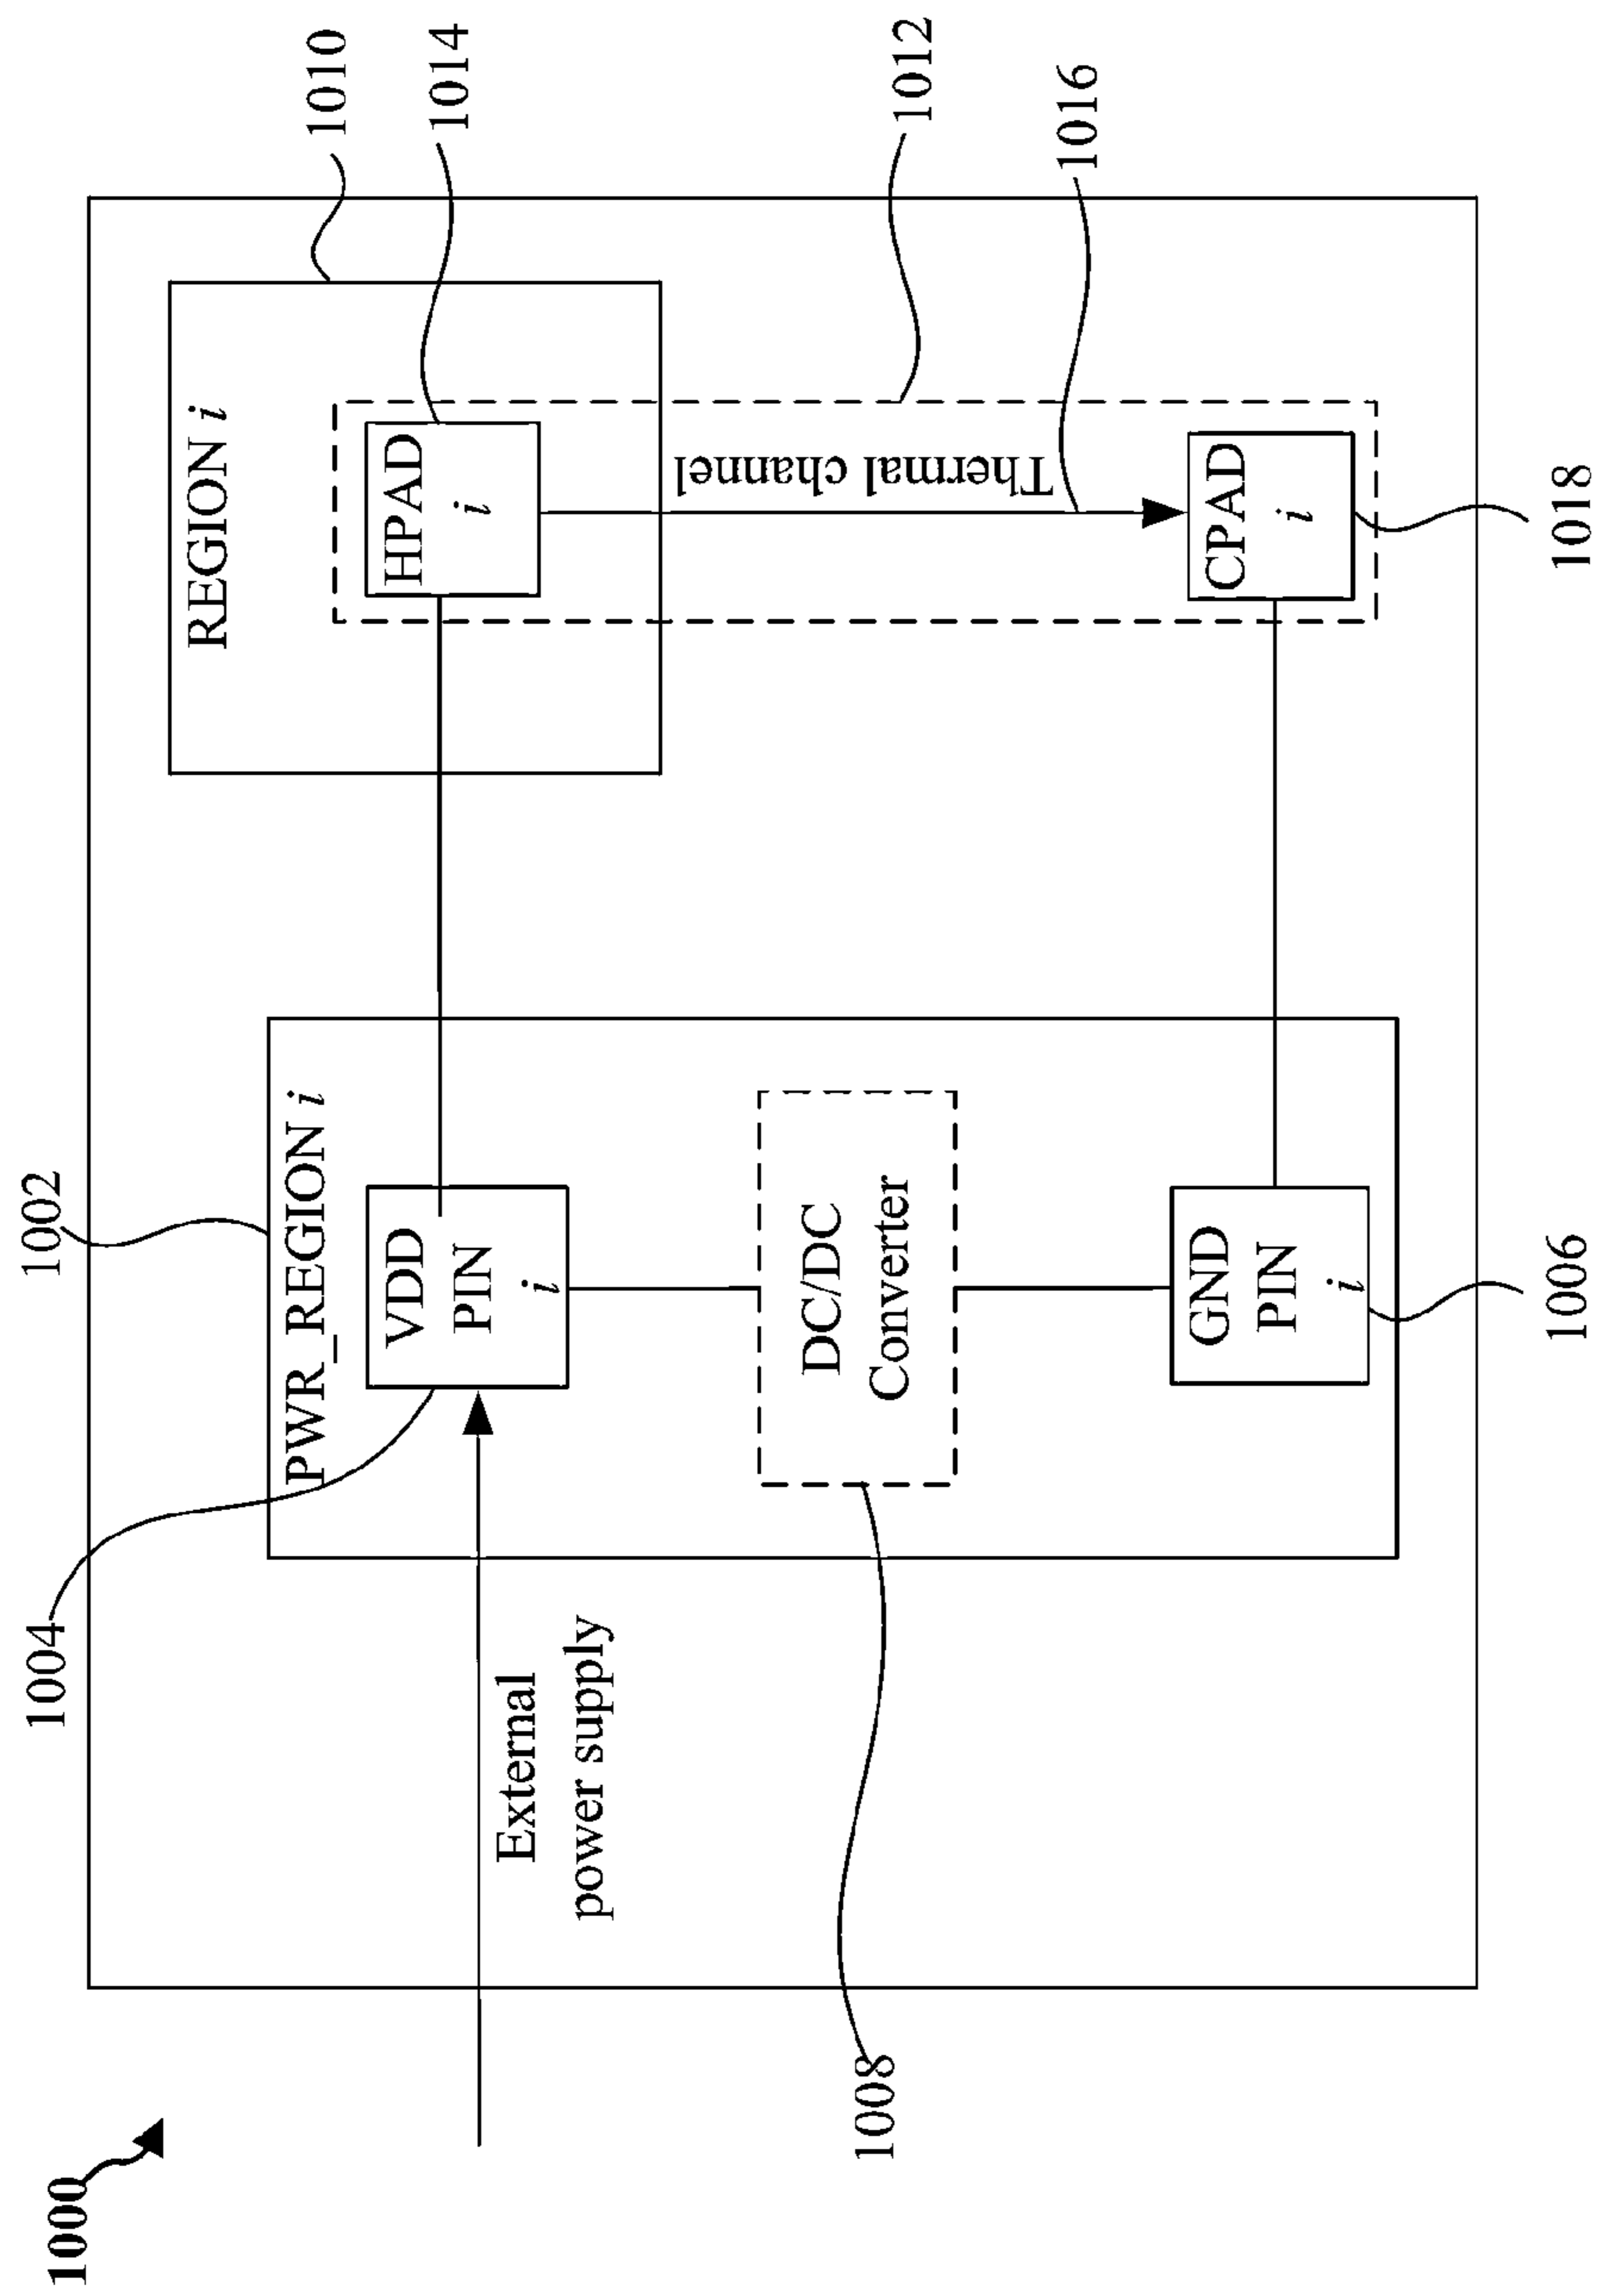 1000
1002
1004
PWR_REGION i
VDD
PIN
i
External
power supply
DC/DC
Converter
1008
GND
PIN
i
1006
1010
1014
REGION i
HPAD
i
Thermal channel
1012
1016
CPAD
i
1018